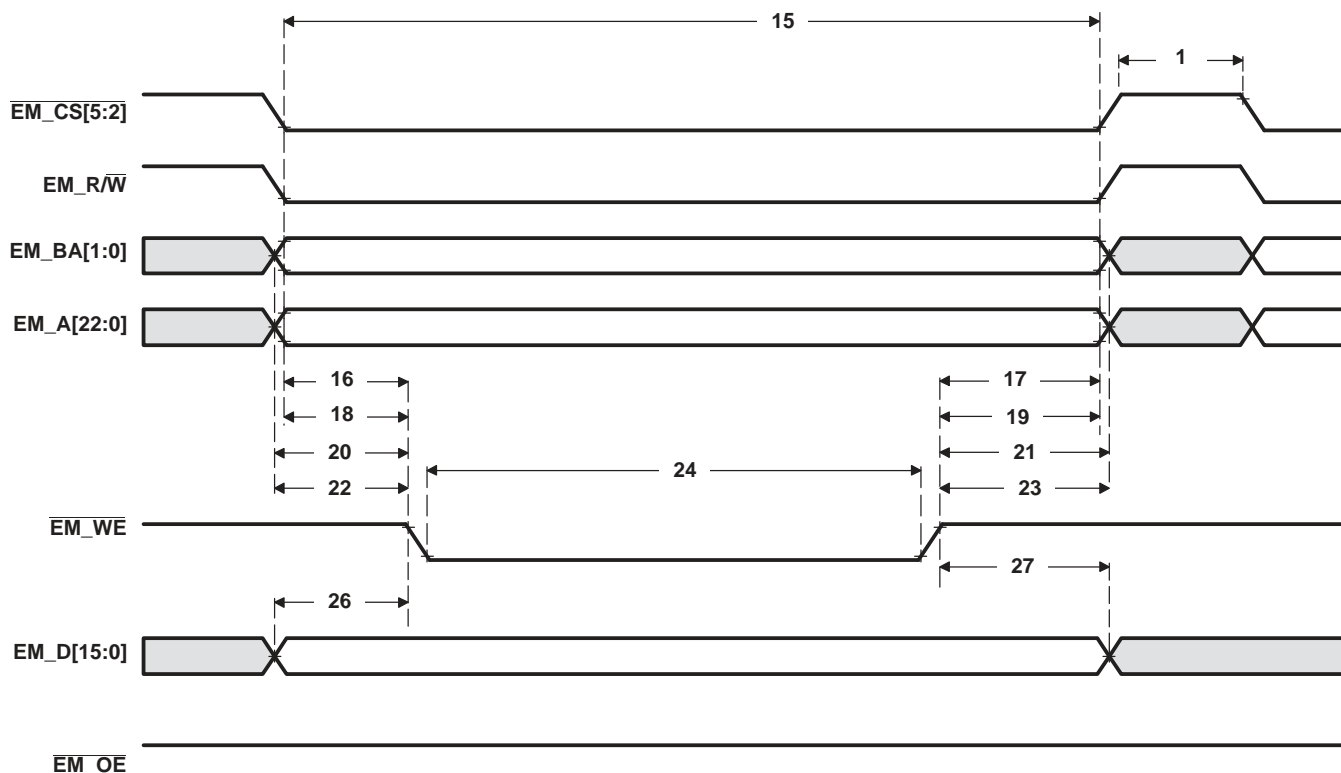 15
1
EM_CS[5:2]
EM_R/W
EM_BA[1:0]
EM_A[22:0]
16
17
18
19
20
21
24
22
23
EM_WE
27
26
EM_D[15:0]
EM_OE